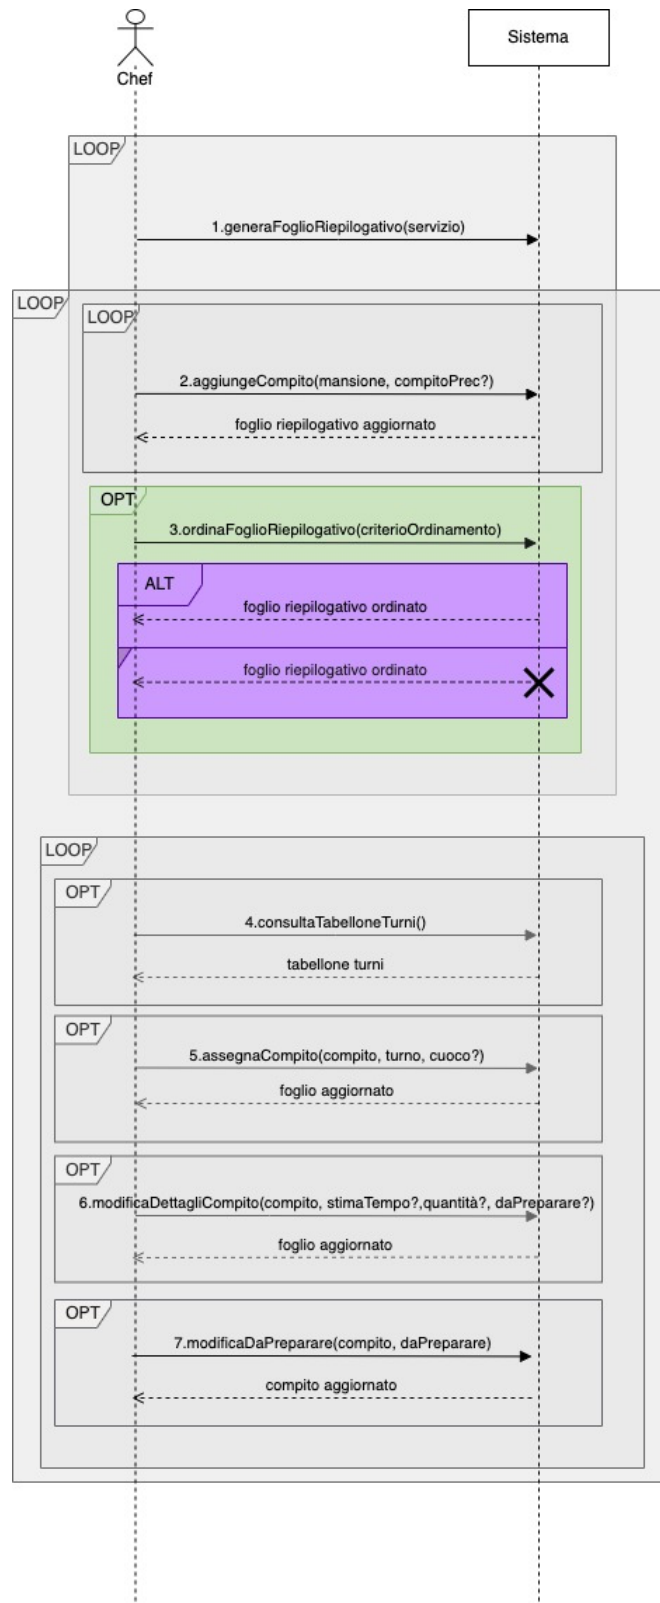 Sistema
Chef
LOOP
1.generaFoglioRiepilogativo(servizio)
LOOP
LOOP
2.aggiungeCompito(mansione, compitoPrec?)
foglio riepilogativo aggiornato
OPT
3.ordinaFoglioRiepilogativo(criterioOrdinamento)
ALT
foglio riepilogativo ordinato
foglio riepilogativo ordinato
LOOP
OPT
4.consultaTabelloneTurni()
tabellone turni
OPT
5.assegnaCompito(compito, turno, cuoco?)
foglio aggiornato
OPT
6.modificaDettagliCompito(compito, stimaTempo?,quantità?, daPreparare?)
foglio aggiornato
OPT
7.modificaDaPreparare(compito, daPreparare)
compito aggiornato